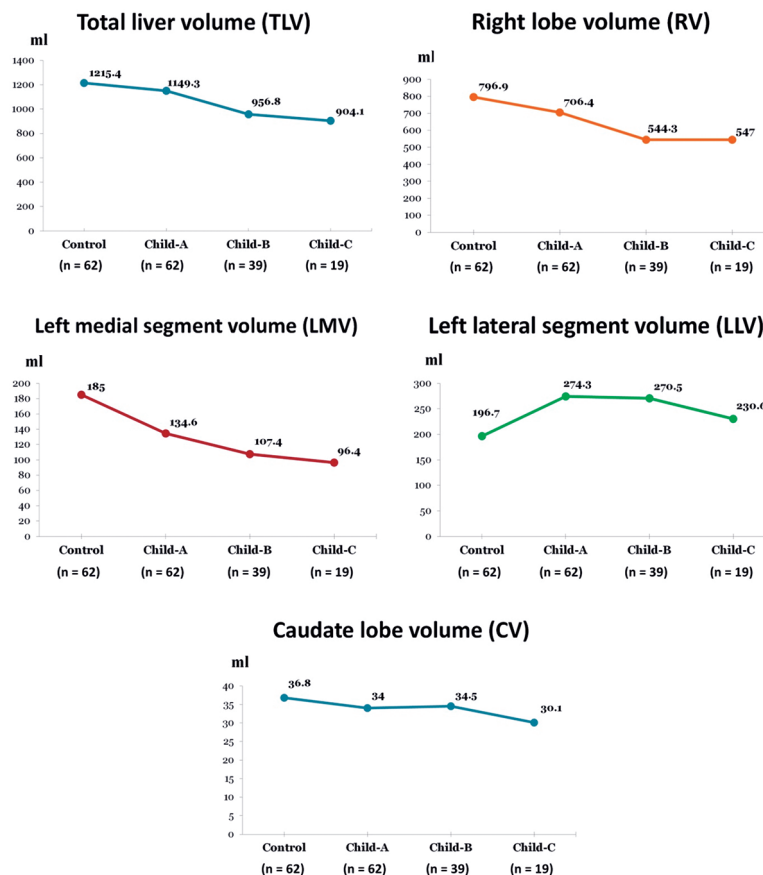 Total liver volume (TLV)
ml
1400
1200
1000
800
600
400
200
0
1215.4
1149.3
956.8
904.1
Control
Child-A
Child-B
Child-C
(n = 62)
(n = 62)
(n = 39)
(n = 19)
Right lobe volume (RV)
ml
900
800
700
600
500
400
300
200
100
0
796.9
706.4
544.3
547
Control
Child-A
Child-B
Child-C
(n = 62)
(n = 62)
(n = 39)
(n = 19)
Left medial segment volume (LMV)
ml
200
180
160
140
120
100
80
60
40
20
0
185
134.6
107.4
96.4
Control
Child-A
Child-B
Child-C
(n = 62)
(n = 62)
(n = 39)
(n = 19)
Left lateral segment volume (LLV)
ml
300
250
200
150
100
50
0
196.7
274.3
270.5
230.6
Control
Child-A
Child-B
Child-C
(n = 62)
(n = 62)
(n = 39)
(n = 19)
Caudate lobe volume (CV)
ml
40
35
30
25
20
15
10
5
0
36.8
34
34.5
30.1
Control
Child-A
Child-B
Child-C
(n = 62)
(n = 62)
(n = 39)
(n = 19)